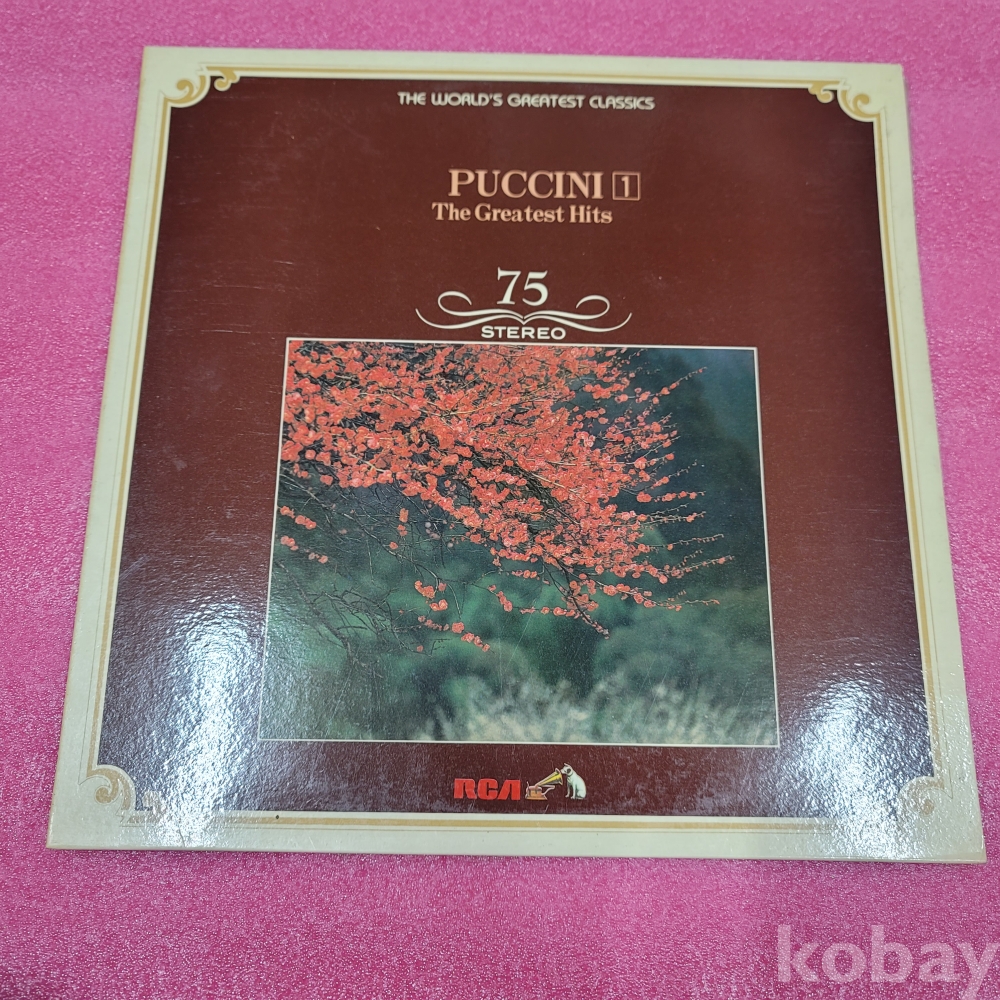 THE WORLD'S GREATEST CLASSICS
PUCCINI 1
The Greatest Hits
75
STEREO
RCA
kobay